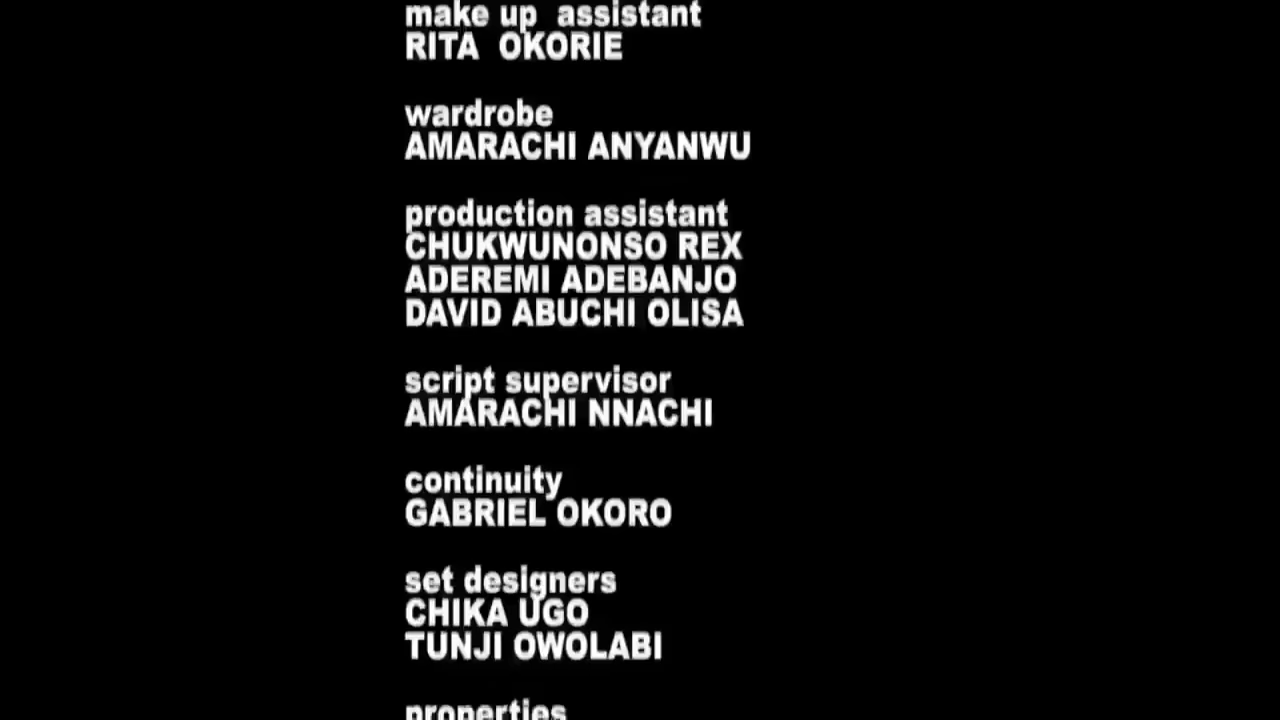 make up  assistant
RITA  OKORIE
wardrobe
AMARACHI ANYANWU
production assistant
CHUKWUNONSO REX
ADEREMI ADEBANJO
DAVID ABUCHI OLISA
script supervisor
AMARACHI NNACHI
continuity
GABRIEL OKORO
set designers
CHIKA UGO
TUNJI OWOLABI
properties